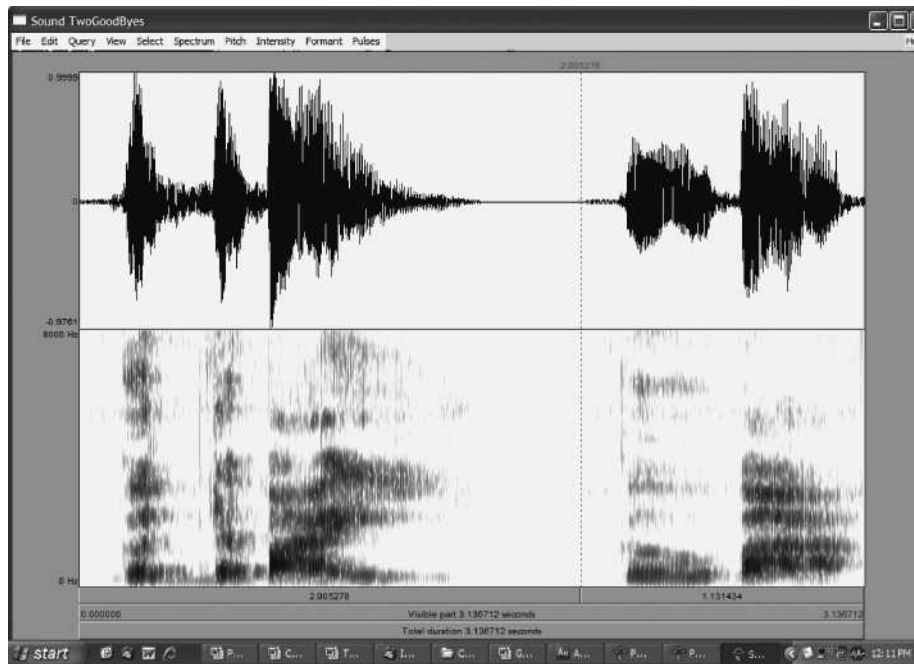 Sound TwoGoodByes
File Edit Query View Select Spectrum Pitch Intensity Formant Pulses
2.005278
0.9995
0
-0.9761
8000 Hz
0 Hz
2.005278 1.131434
0.000000 Visible part 3.136712 seconds 3.136712
Total duration 3.136712 seconds
start P... C... T... I... C... G... A... P... P... S... 12:11 PM